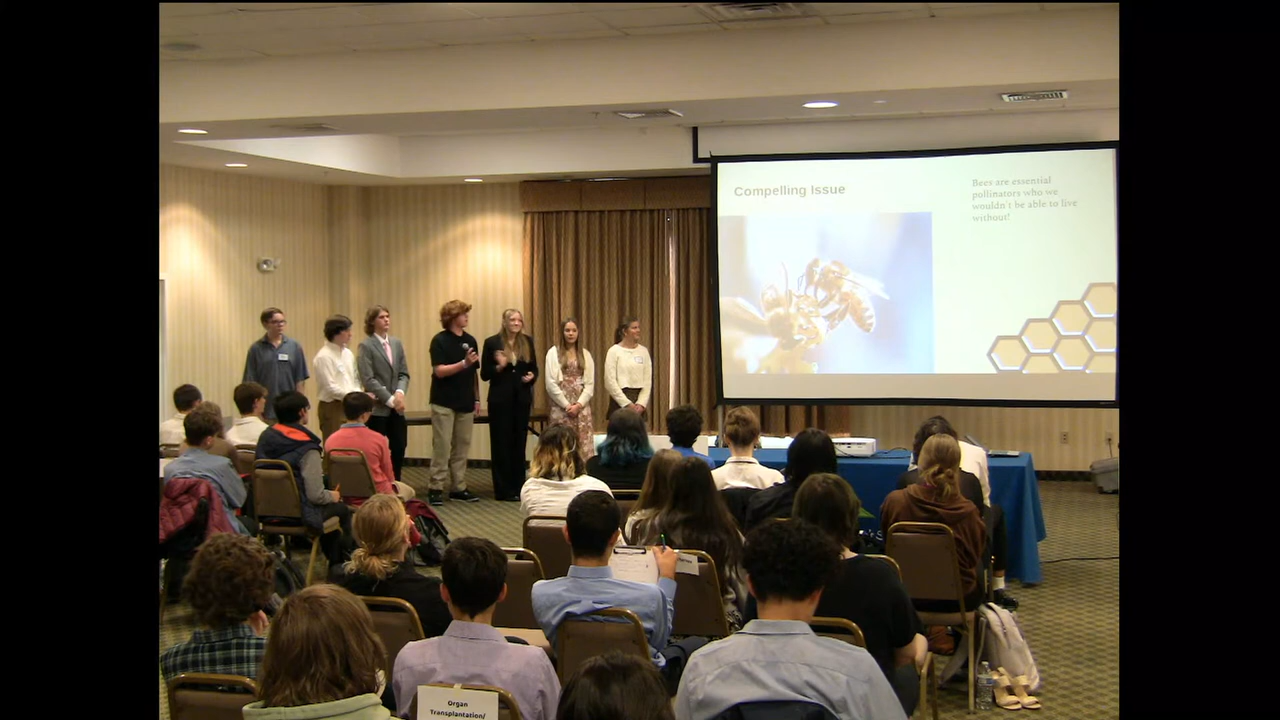 Compelling Issue
Bees are essential
pollinators who we
wouldn't be able to live
without!
Organ
Transplantation/